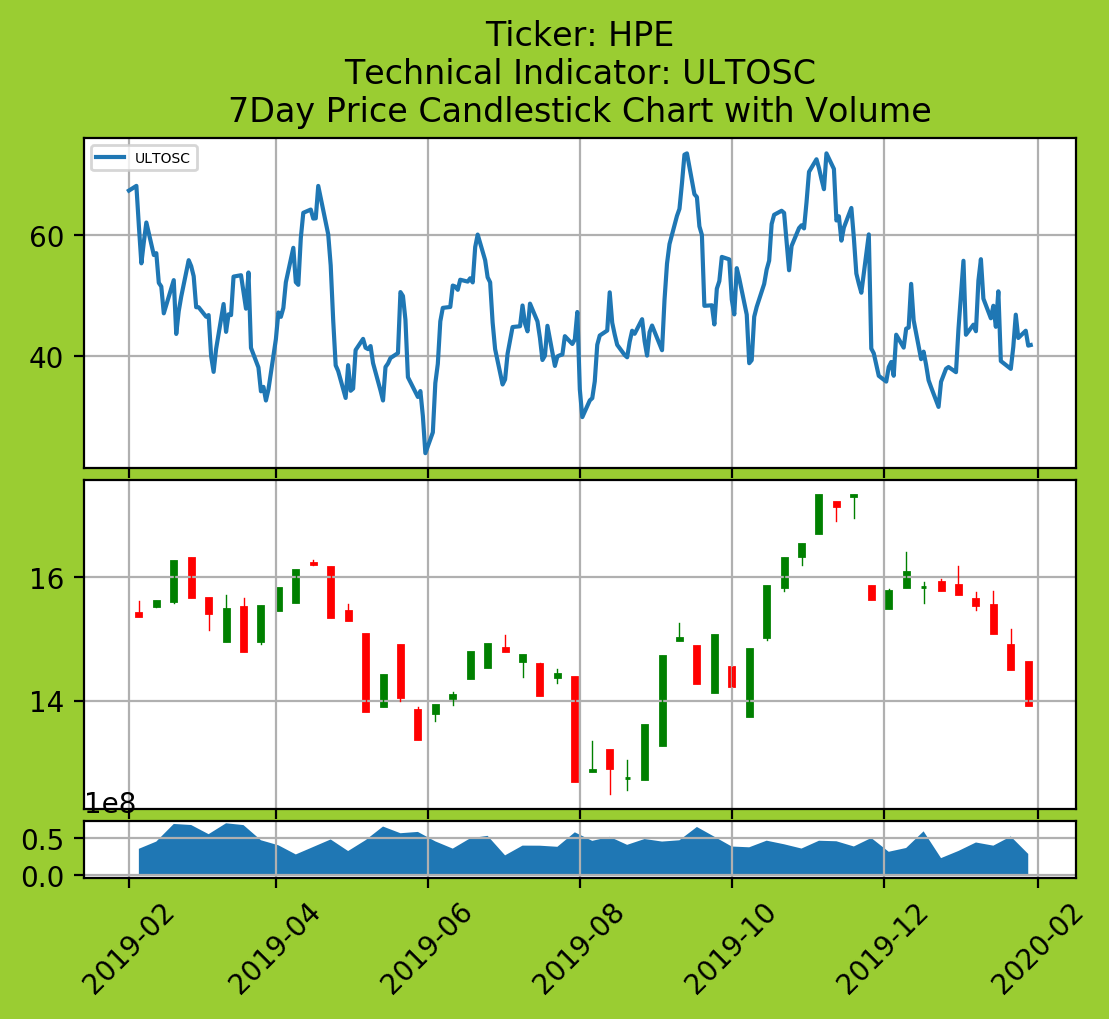 Ticker: HPE
Technical Indicator: ULTOSC
7Day Price Candlestick Chart with Volume
ULTOSC
60
40
16
14
1e8
0.5
0.0
2019-02
2019-04
2019-06
2019-08
2019-10
2019-12
2020-02